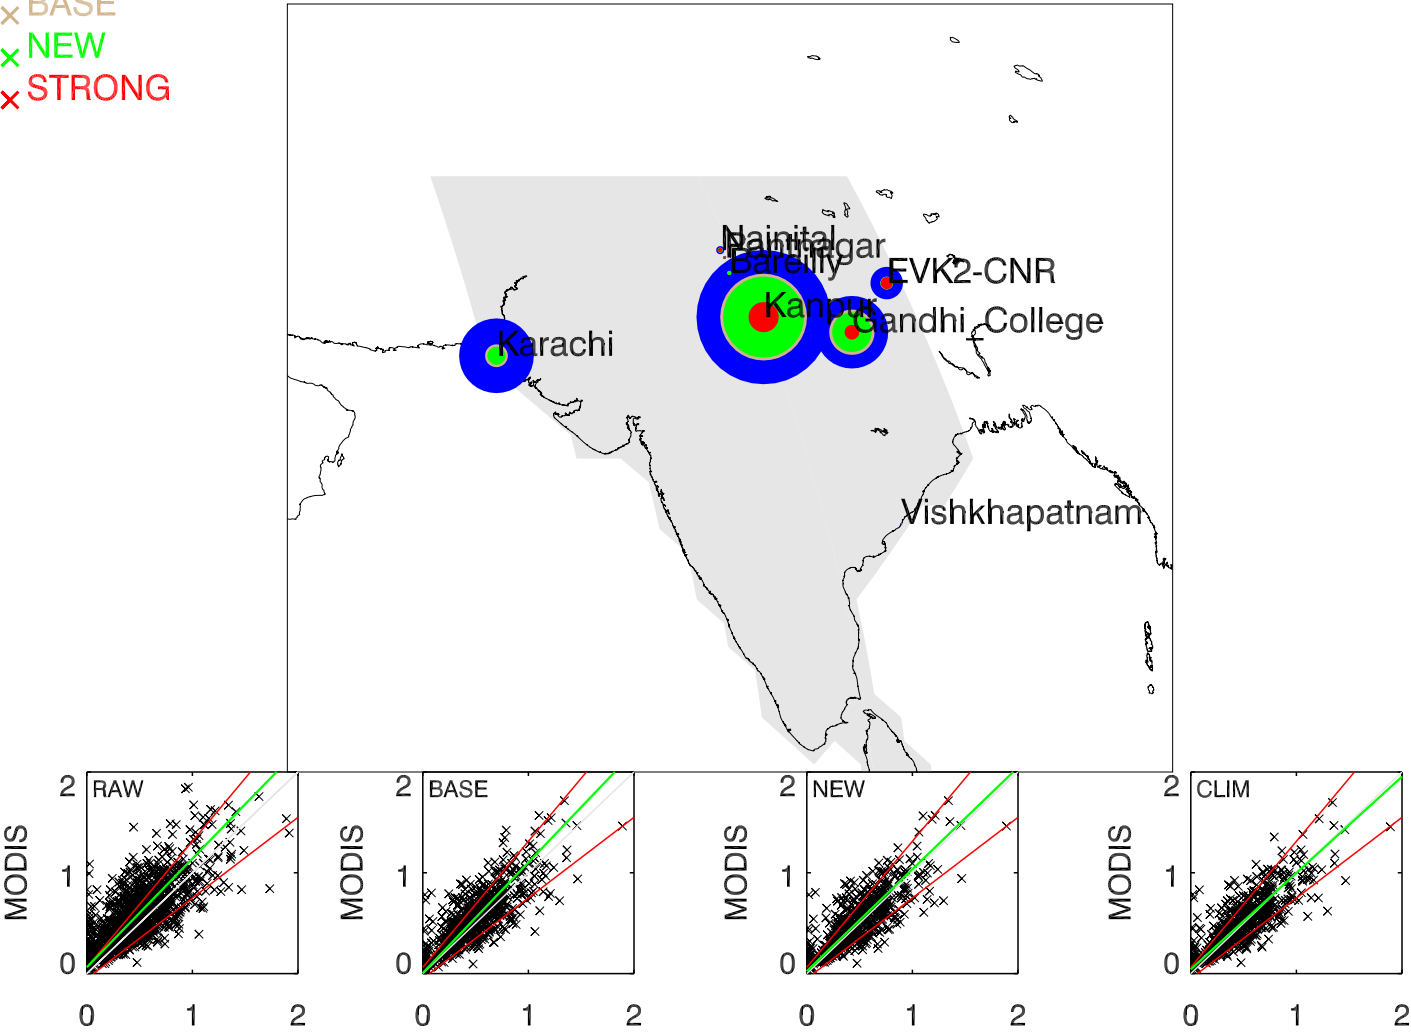 BASE
NEW
STRONG
Nainital
Pantnagar
Bareilly
EVK2-CNR
Kanpur
Gandhi_College
Karachi
Vishkhapatnam
RAW
BASE
NEW
CLIM
2
1
0
MODIS
0 1 2
2
1
0
MODIS
0 1 2
2
1
0
MODIS
0 1 2
2
1
0
MODIS
0 1 2